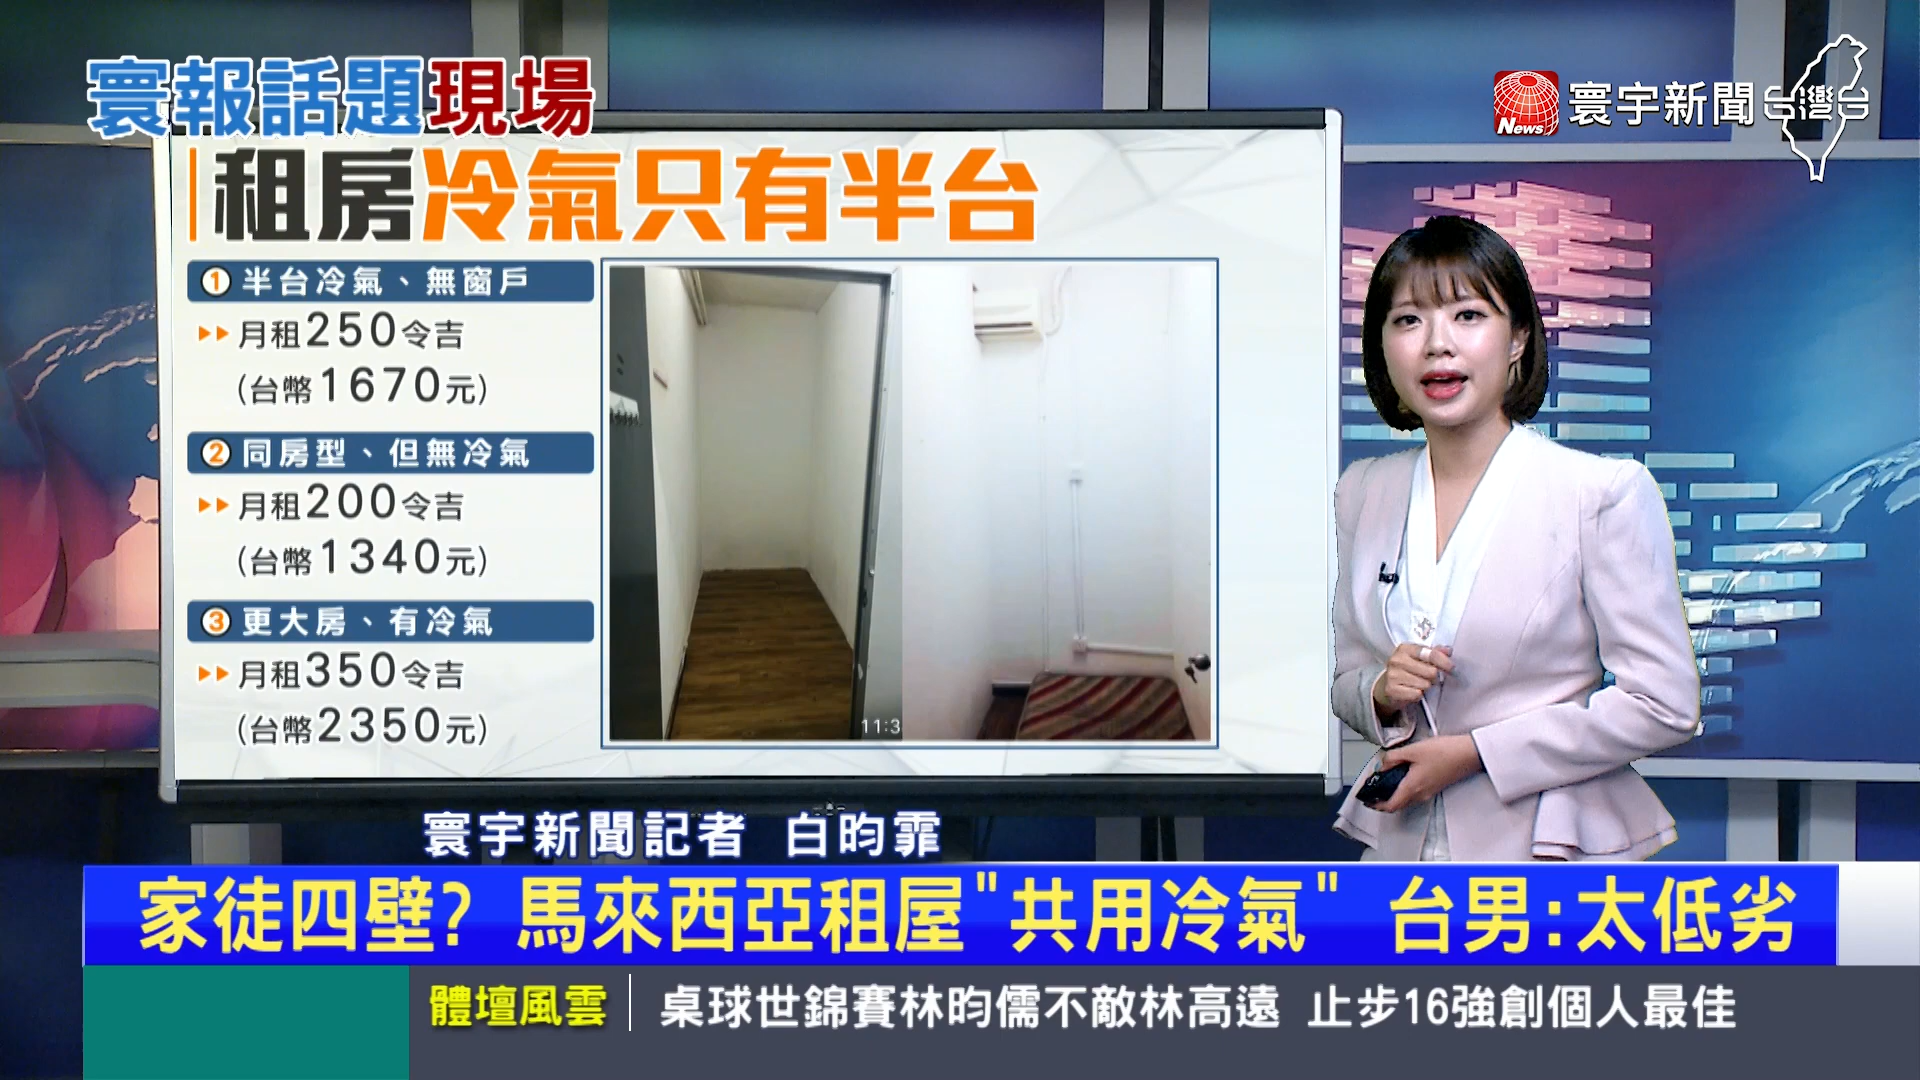 寰報話題現場
News 寰宇新聞 台灣台
租房冷氣只有半台
1 半台冷氣、無窗戶
月租250令吉
(台幣1670元)
2 同房型、但無冷氣
月租200令吉
(台幣1340元)
3 更大房、有冷氣
月租350令吉
(台幣2350元)
11:3
寰宇新聞記者 白昀霏
家徒四壁? 馬來西亞租屋"共用冷氣" 台男:太低劣
體壇風雲 桌球世錦賽林昀儒不敵林高遠 止步16強創個人最佳